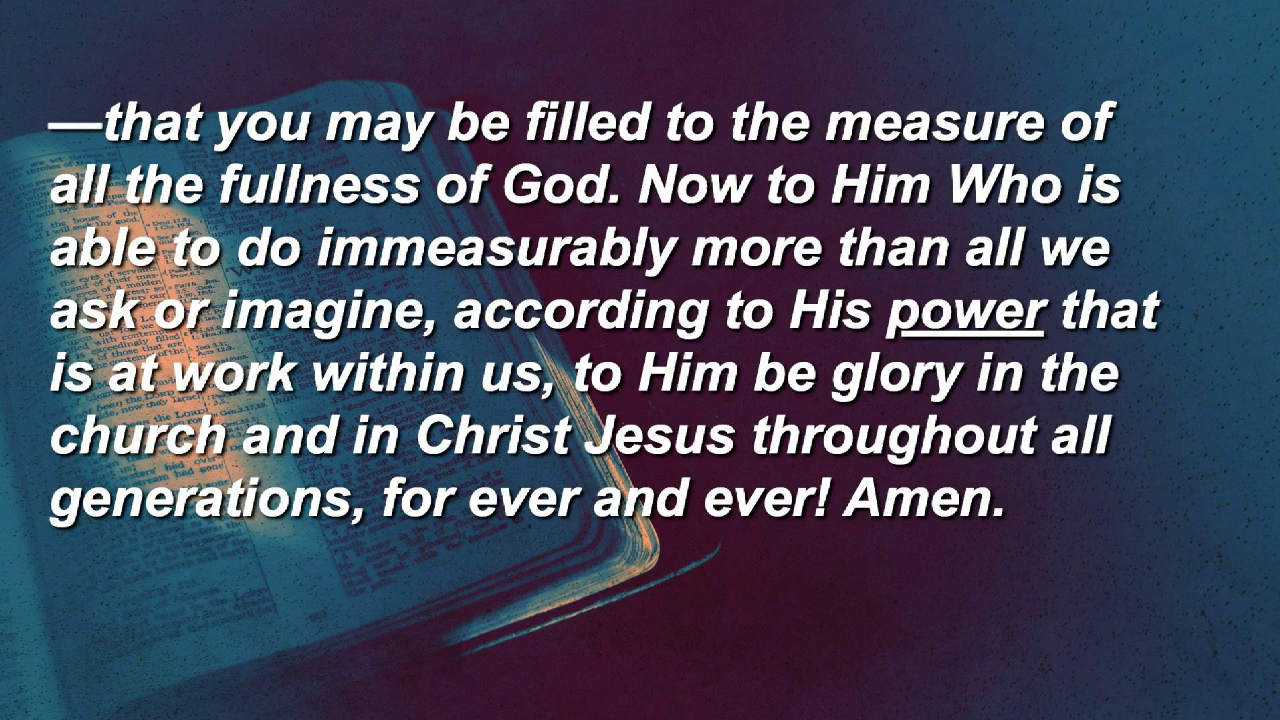 —that you may be filled to the measure of
all the fullness of God. Now to Him Who is
able to do immeasurably more than all we
ask or imagine, according to His power that
is at work within us, to Him be glory in the
church and in Christ Jesus throughout all
generations, for ever and ever! Amen.